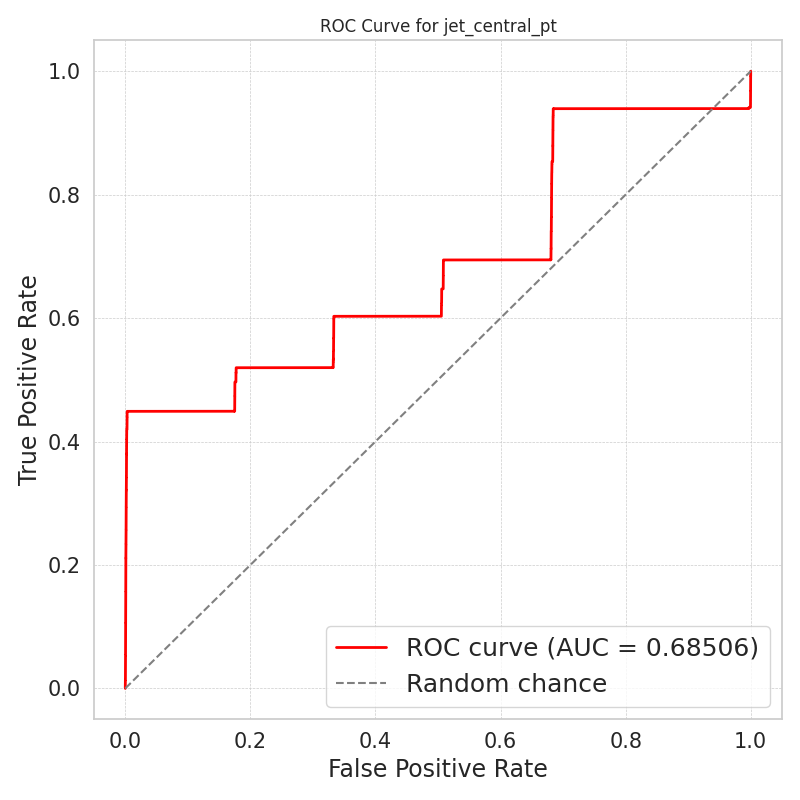 ROC Curve for jet_central_pt
True Positive Rate
1.0
0.8
0.6
0.4
0.2
0.0
ROC curve (AUC = 0.68506)
Random chance
0.0 0.2 0.4 0.6 0.8 1.0
False Positive Rate